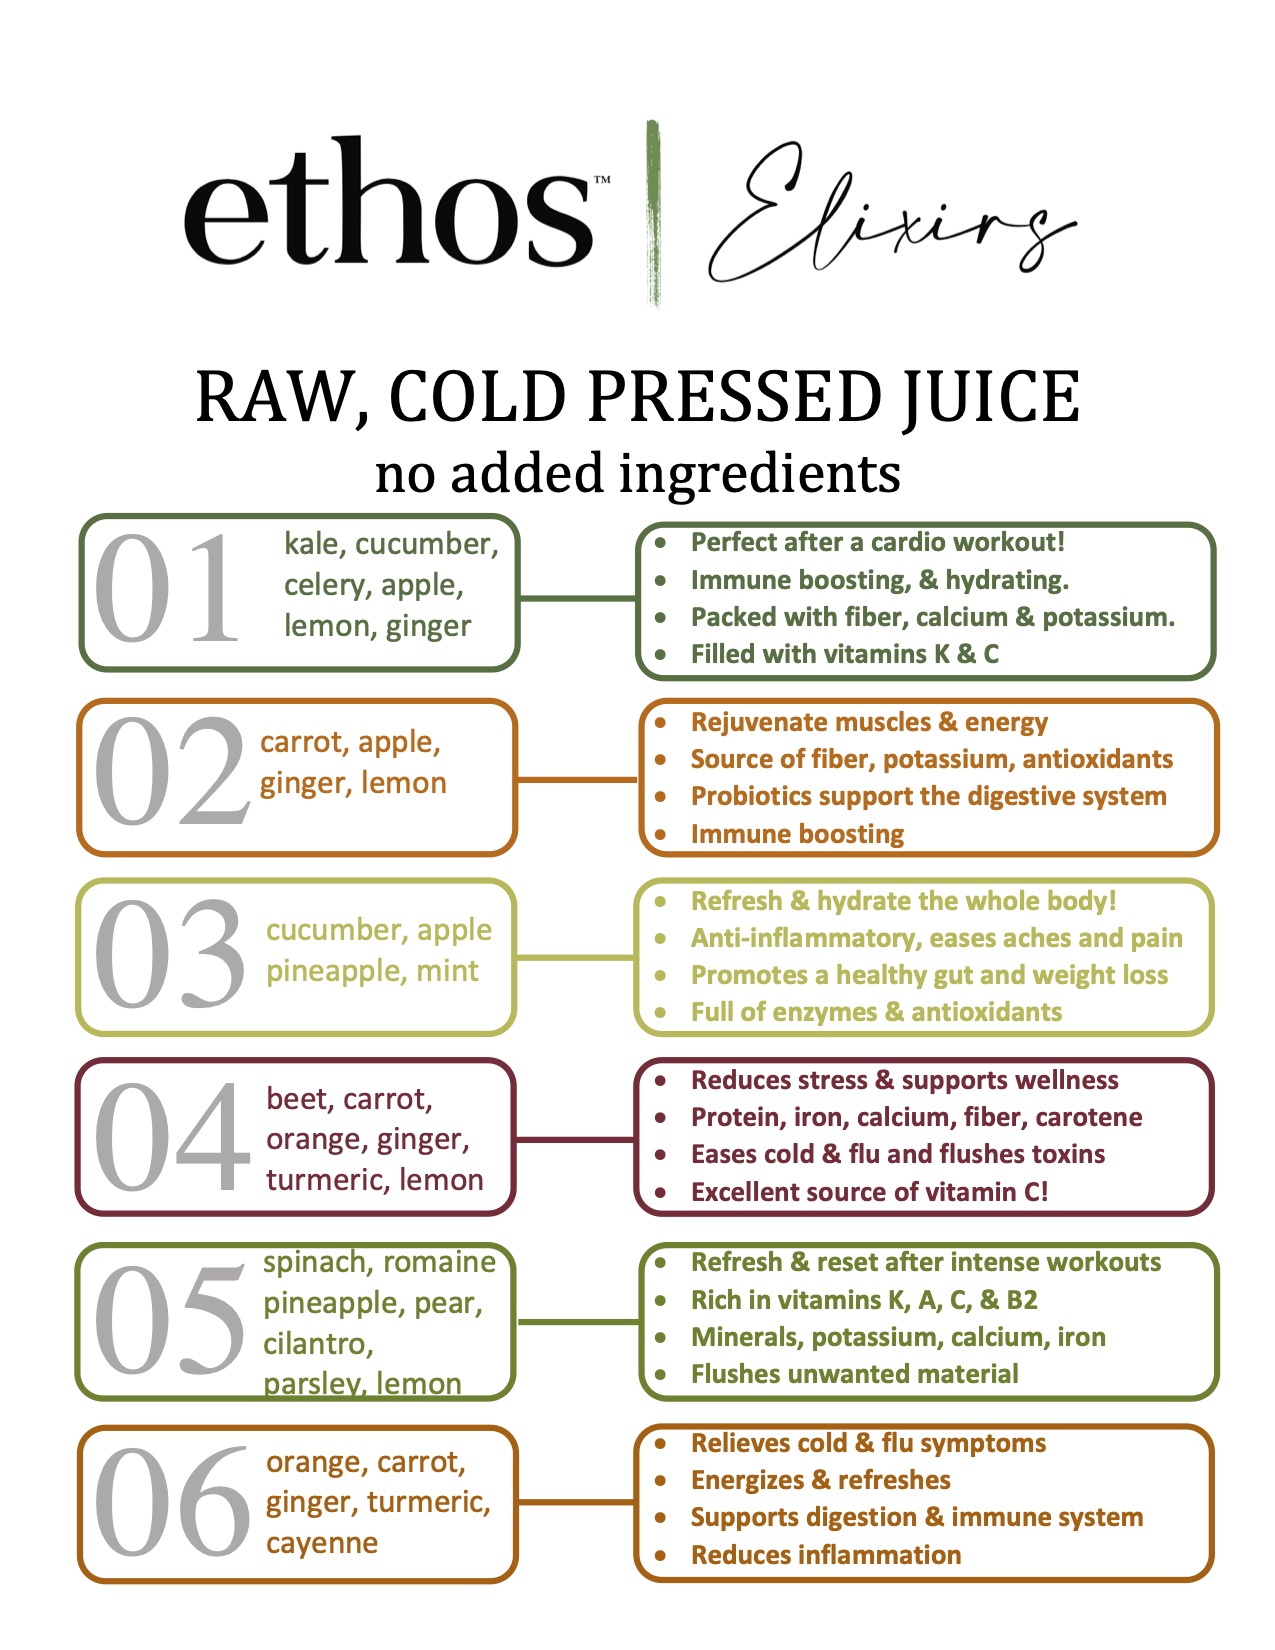 ethos™ Elixirs
RAW, COLD PRESSED JUICE
no added ingredients
01
kale, cucumber,
celery, apple,
lemon, ginger
• Perfect after a cardio workout!
• Immune boosting, & hydrating.
• Packed with fiber, calcium & potassium.
• Filled with vitamins K & C
02
carrot, apple,
ginger, lemon
• Rejuvenate muscles & energy
• Source of fiber, potassium, antioxidants
• Probiotics support the digestive system
• Immune boosting
03
cucumber, apple
pineapple, mint
• Refresh & hydrate the whole body!
• Anti-inflammatory, eases aches and pain
• Promotes a healthy gut and weight loss
• Full of enzymes & antioxidants
04
beet, carrot,
orange, ginger,
turmeric, lemon
• Reduces stress & supports wellness
• Protein, iron, calcium, fiber, carotene
• Eases cold & flu and flushes toxins
• Excellent source of vitamin C!
05
spinach, romaine
pineapple, pear,
cilantro,
parsley, lemon
• Refresh & reset after intense workouts
• Rich in vitamins K, A, C, & B2
• Minerals, potassium, calcium, iron
• Flushes unwanted material
06
orange, carrot,
ginger, turmeric,
cayenne
• Relieves cold & flu symptoms
• Energizes & refreshes
• Supports digestion & immune system
• Reduces inflammation